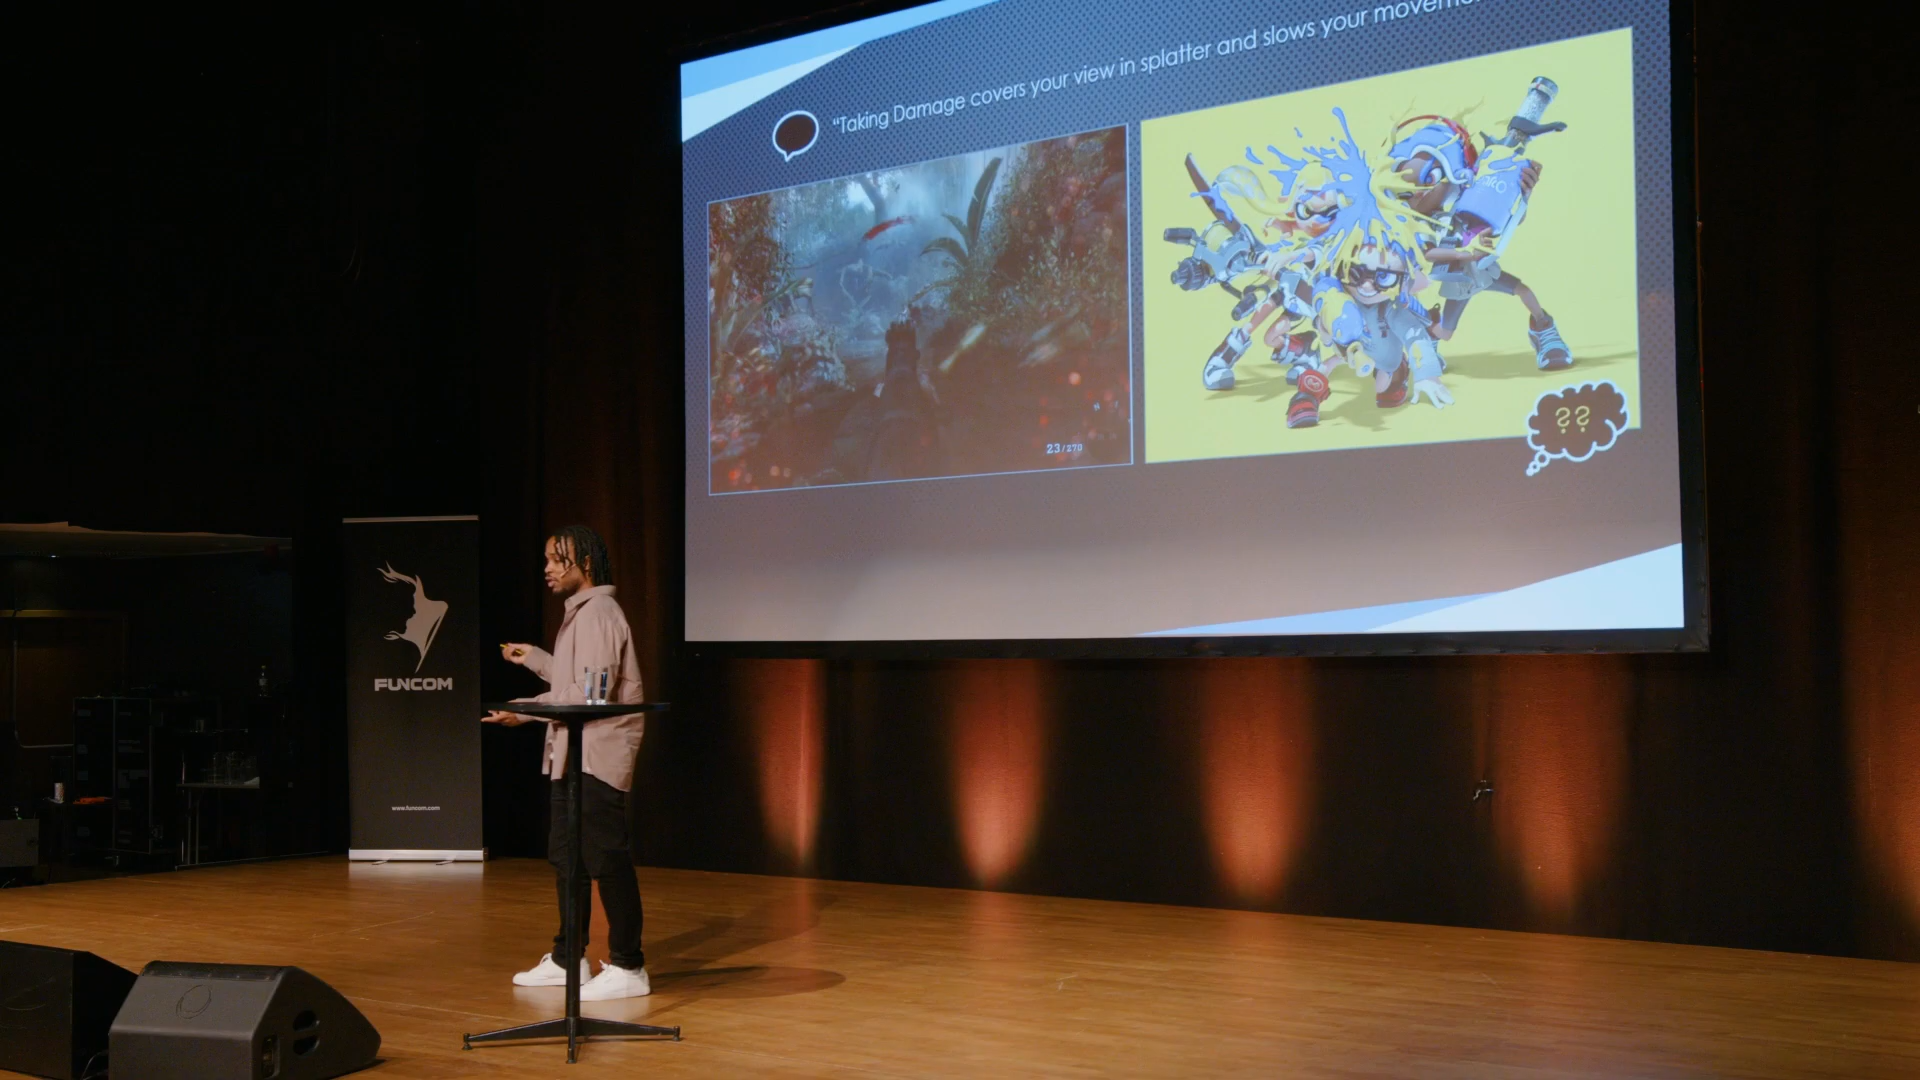 “Taking Damage covers your view in splatter and slows your
23/270
??
FUNCOM
www.funcom.com